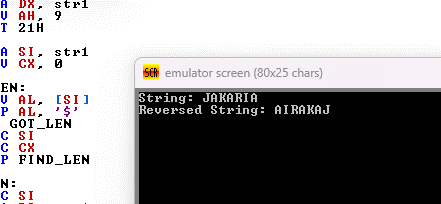 A DX, str1
V AH, 9
T 21H
A SI, str1
V CX, 0
EN:
V AL, [SI]
P AL, '$'
GOT_LEN
C SI
C CX
P FIND_LEN
N:
C SI
SCR emulator screen (80x25 chars)
String: JAKARIA
Reversed String: AIRAKAJ